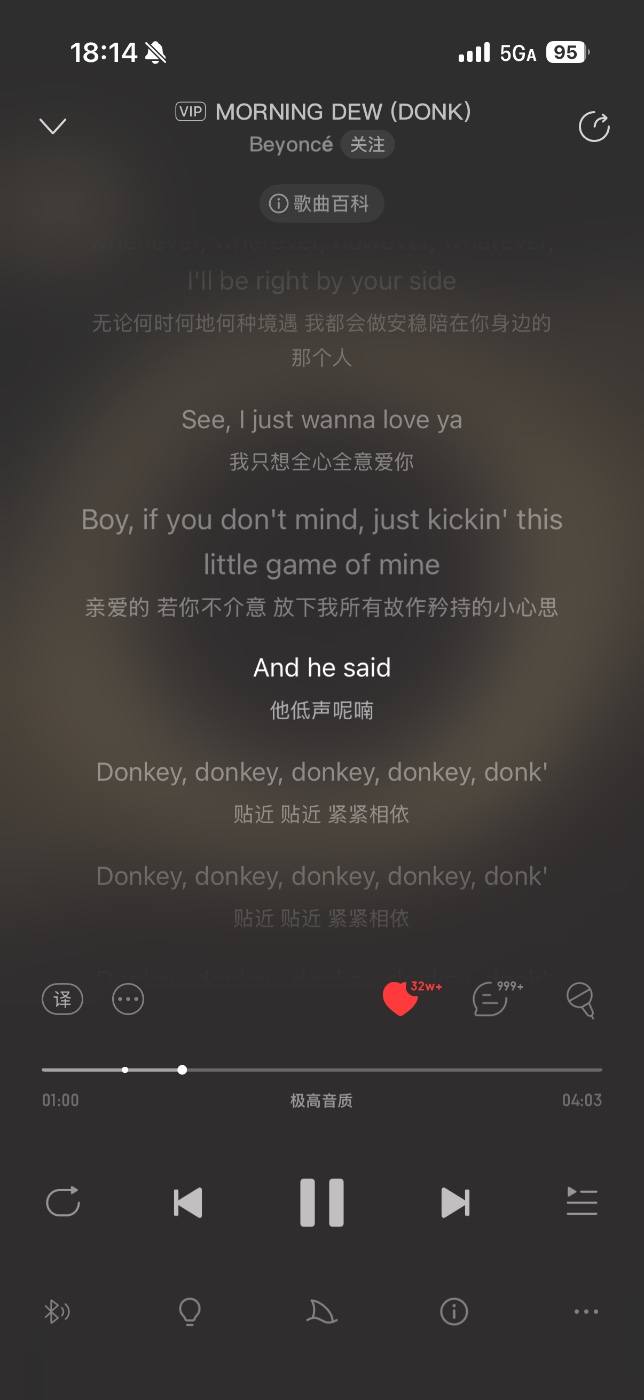 18:14
5GA 95
VIP MORNING DEW (DONK)
Beyoncé 关注
歌曲百科
whenever, wherever, however, whatever,
I'll be right by your side
无论何时何地何种境遇 我都会做安稳陪在你身边的
那个人
See, I just wanna love ya
我只想全心全意爱你
Boy, if you don't mind, just kickin' this
little game of mine
亲爱的 若你不介意 放下我所有故作矜持的小心思
And he said
他低声呢喃
Donkey, donkey, donkey, donkey, donk'
贴近 贴近 紧紧相依
Donkey, donkey, donkey, donkey, donk'
贴近 贴近 紧紧相依
译 32w+ 999+
01:00 极高音质 04:03